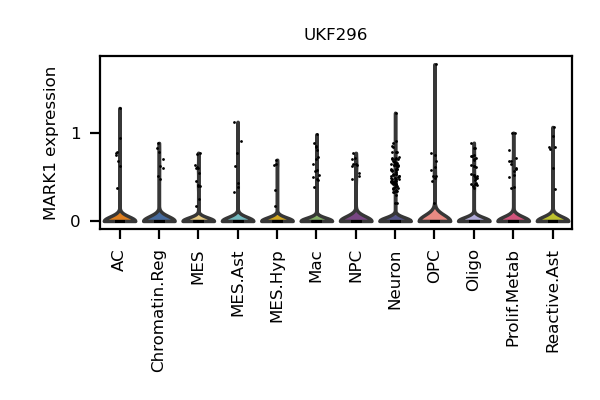 UKF296
MARK1 expression
1
0
AC
Chromatin.Reg
MES
MES.Ast
MES.Hyp
Mac
NPC
Neuron
OPC
Oligo
Prolif.Metab
Reactive.Ast